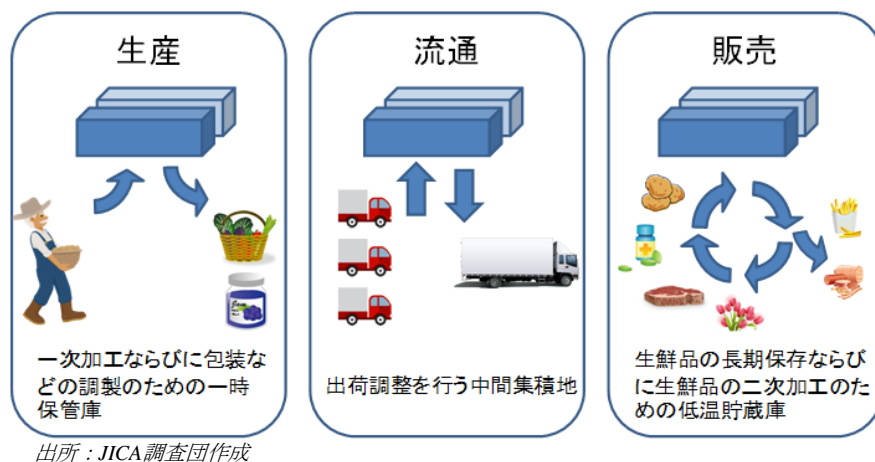 生産
一次加工ならびに包装な
どの調製のための一時
保管庫
流通
出荷調整を行う中間集積地
販売
生鮮品の長期保存ならび
に生鮮品の二次加工のた
めの低温貯蔵庫
Jam
出所：JICA調査団作成